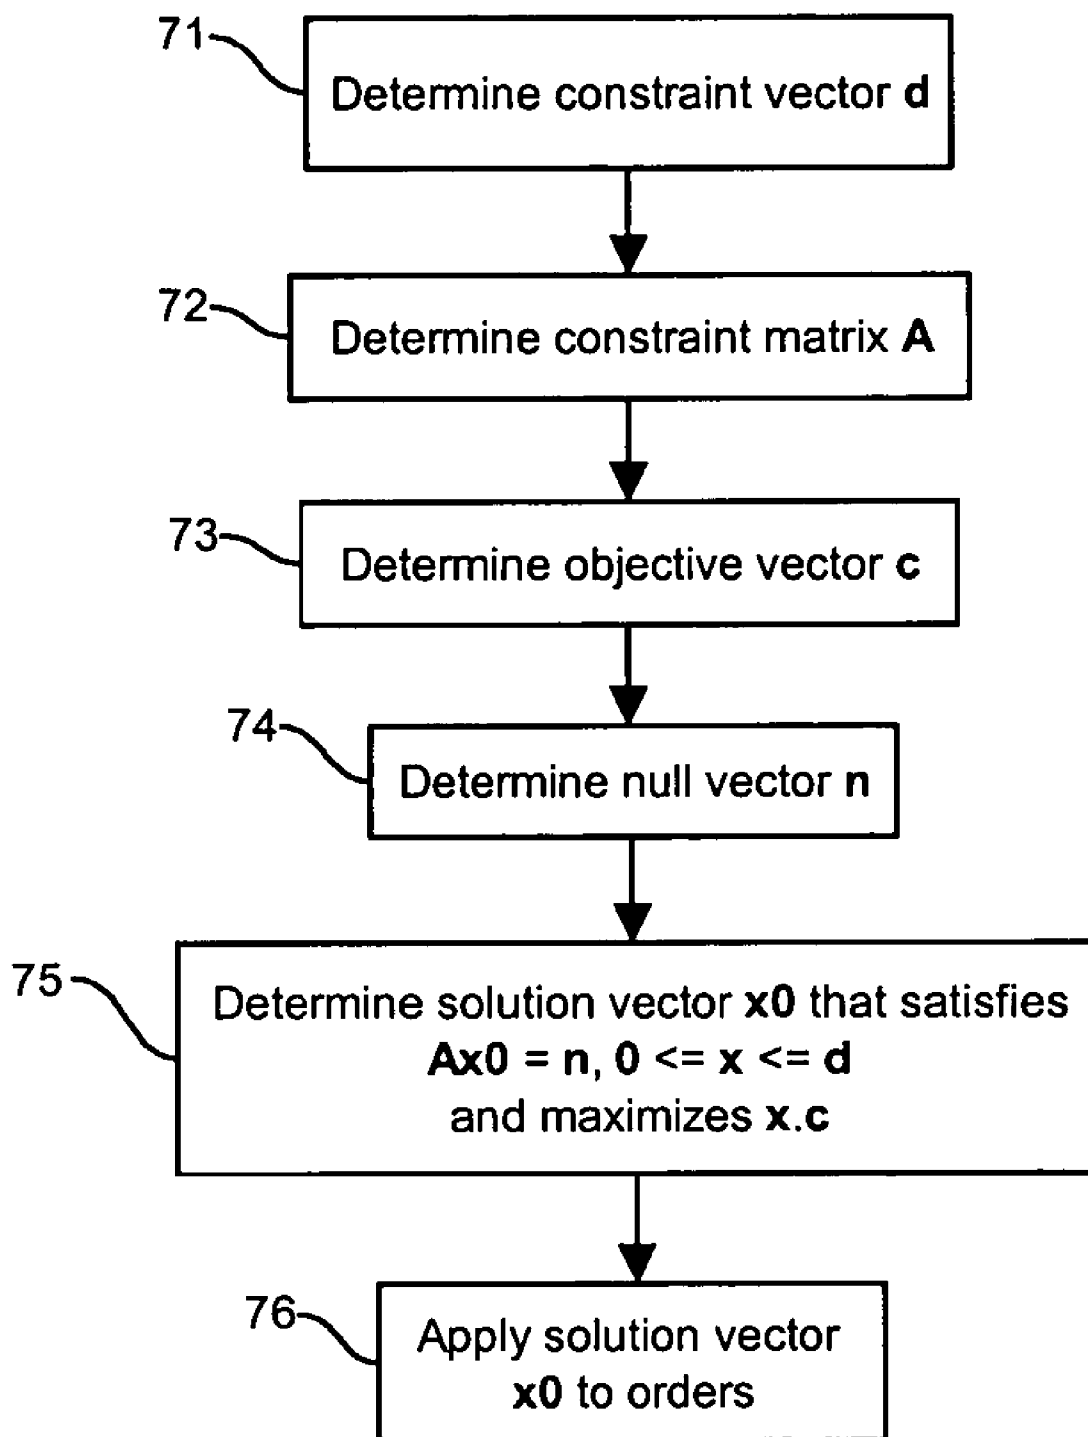 71
Determine constraint vector d
72
Determine constraint matrix A
73
Determine objective vector c
74
Determine null vector n
75
Determine solution vector x0 that satisfies
Ax0 = n, 0 <= x <= d
and maximizes x.c
76
Apply solution vector
x0 to orders